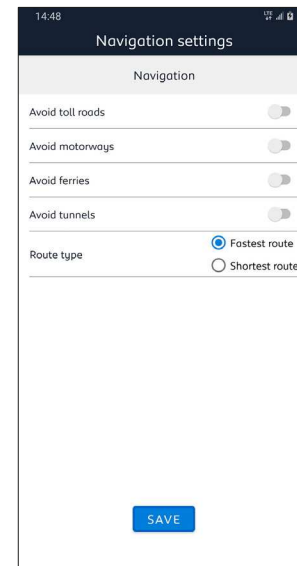 14:48
LTE
Navigation settings
Navigation
Avoid toll roads
Avoid motorways
Avoid ferries
Avoid tunnels
Route type
Fastest route
Shortest route
SAVE